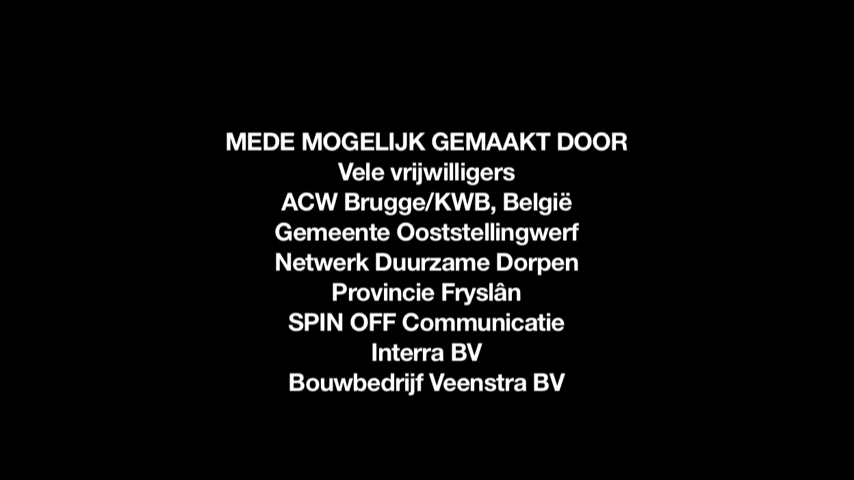 MEDE MOGELIJK GEMAAKT DOOR
Vele vrijwilligers
ACW Brugge/KWB, België
Gemeente Ooststellingwerf
Netwerk Duurzame Dorpen
Provincie Fryslân
SPIN OFF Communicatie
Interra BV
Bouwbedrijf Veenstra BV